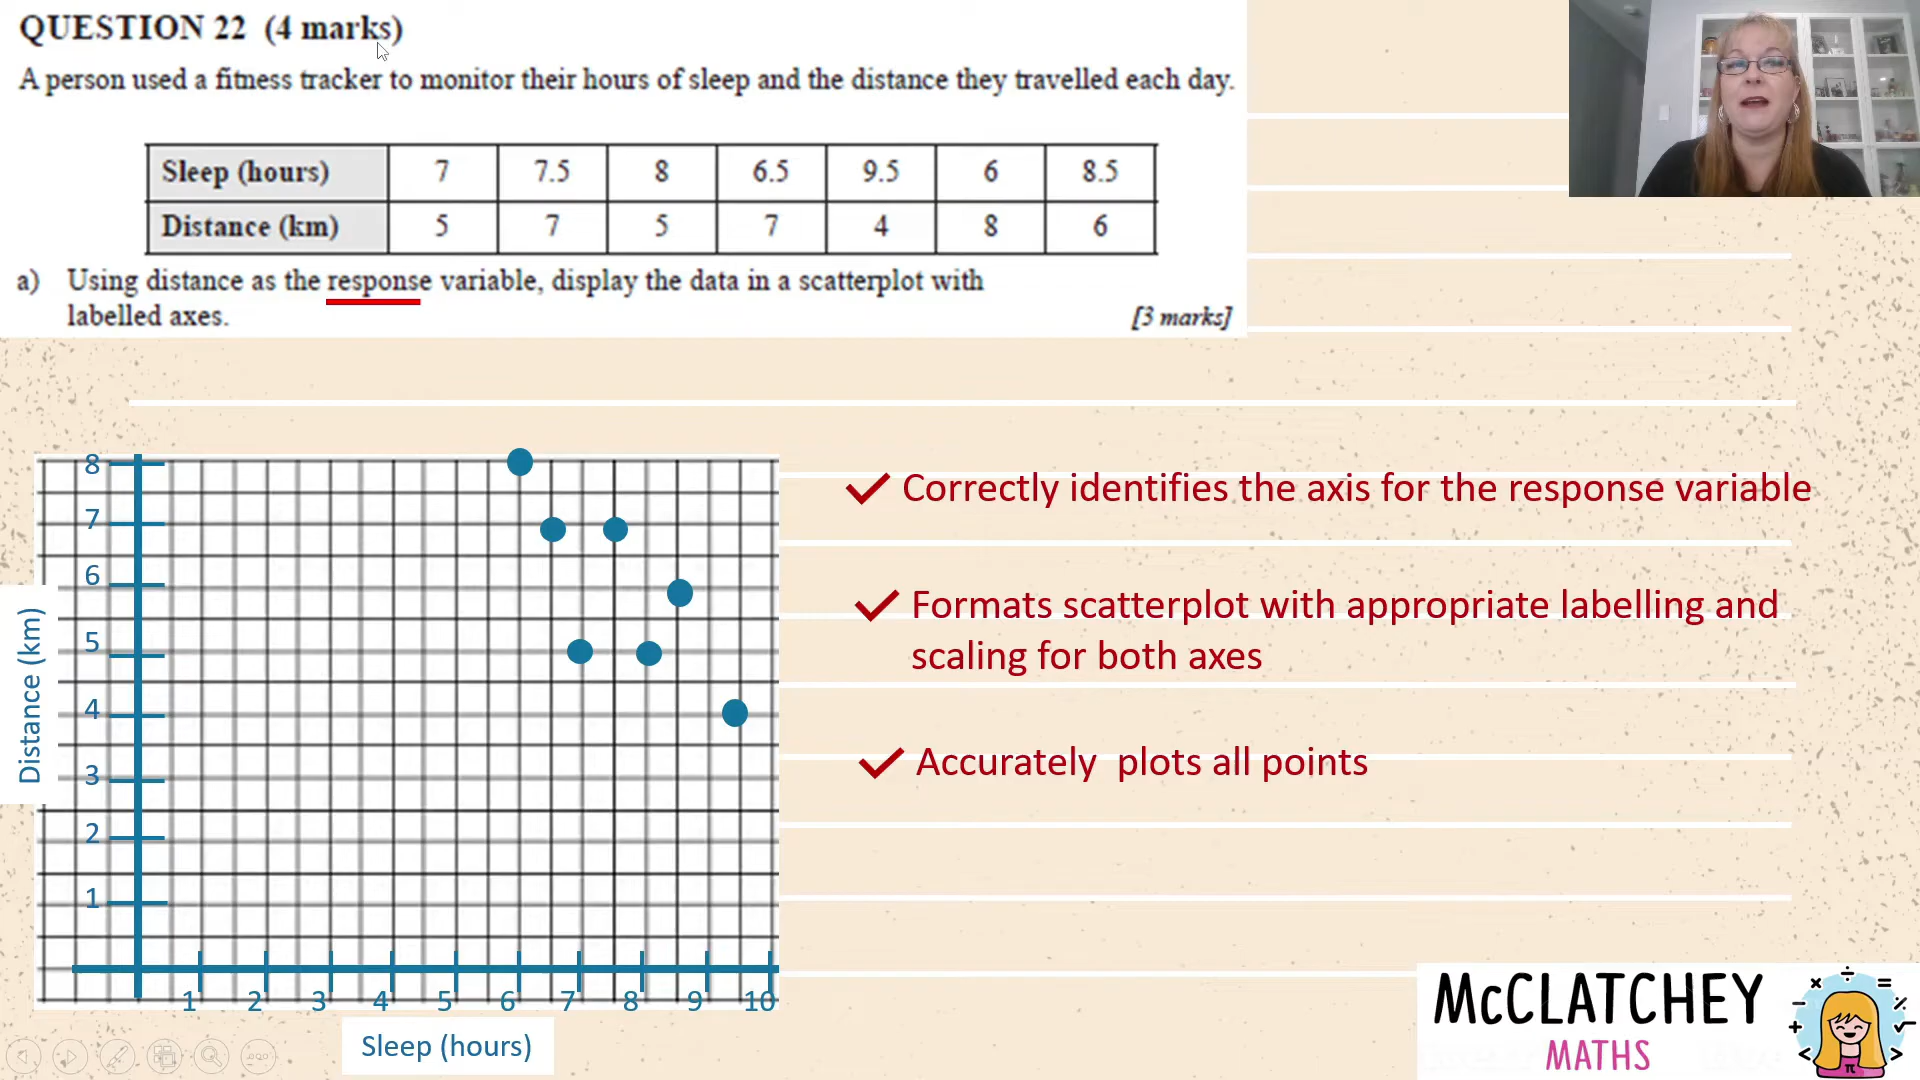 QUESTION 22 (4 marks)
A person used a fitness tracker to monitor their hours of sleep and the distance they travelled each day.
Sleep (hours) 7 7.5 8 6.5 9.5 6 8.5
Distance (km) 5 7 5 7 4 8 6
a) Using distance as the response variable, display the data in a scatterplot with
labelled axes. [3 marks]
8
7
6
5
4
3
2
1
Distance (km)
1 2 3 4 5 6 7 8 9 10
Sleep (hours)
Correctly identifies the axis for the response variable
Formats scatterplot with appropriate labelling and
scaling for both axes
Accurately plots all points
McCLATCHEY
MATHS